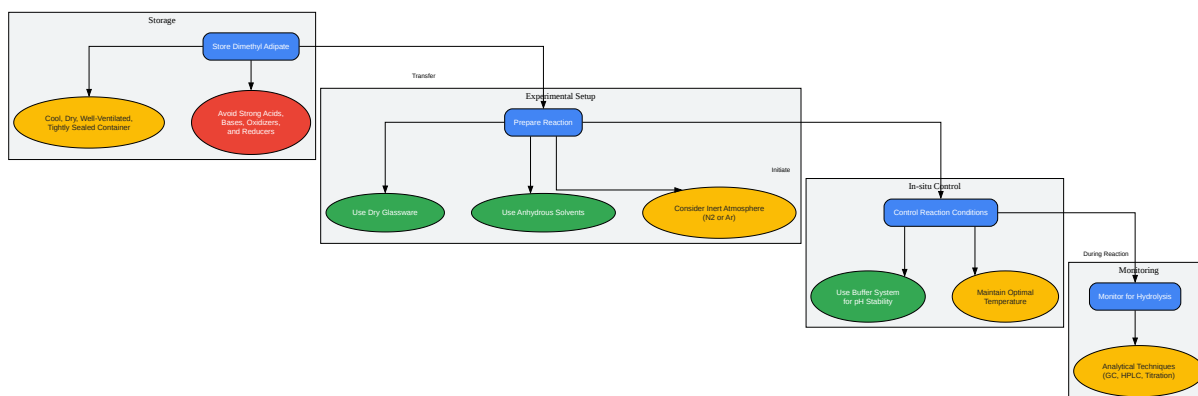 Storage
Store Dimethyl Adipate
Cool, Dry, Well-Ventilated,
Tightly Sealed Container
Avoid Strong Acids,
Bases, Oxidizers,
and Reducers
Transfer
Experimental Setup
Prepare Reaction
Use Dry Glassware
Use Anhydrous Solvents
Consider Inert Atmosphere
(N2 or Ar)
Initiate
In-situ Control
Control Reaction Conditions
Use Buffer System
for pH Stability
Maintain Optimal
Temperature
During Reaction
Monitoring
Monitor for Hydrolysis
Analytical Techniques
(GC, HPLC, Titration)